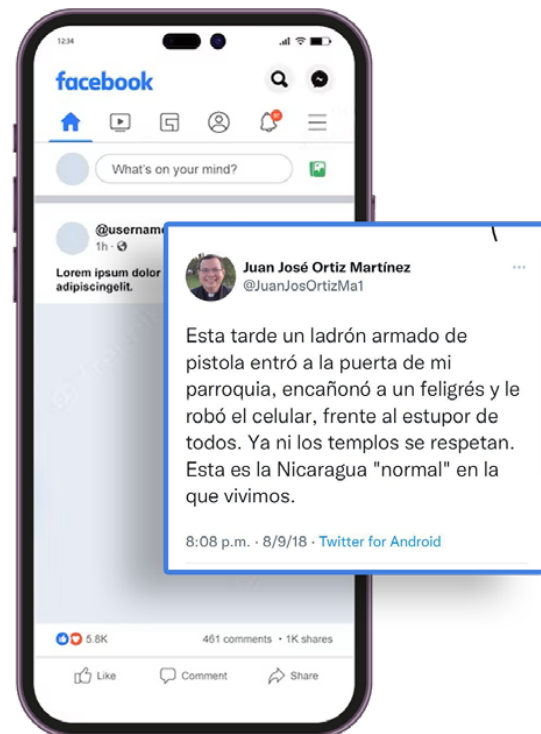 12:34
facebook
What's on your mind?
@usernam
1h
Lorem ipsum dolor
adipiscingelit.
Juan José Ortiz Martínez
@JuanJosOrtizMa1
Esta tarde un ladrón armado de
pistola entró a la puerta de mi
parroquia, encañonó a un feligrés y le
robó el celular, frente al estupor de
todos. Ya ni los templos se respetan.
Esta es la Nicaragua "normal" en la
que vivimos.
8:08 p.m. · 8/9/18 · Twitter for Android
5.8K 461 comments • 1K shares
Like Comment Share